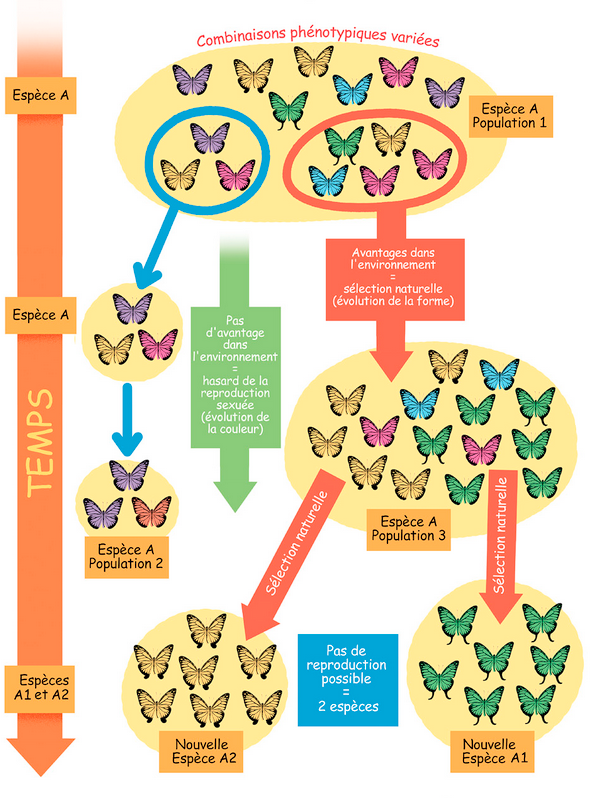 Combinaisons phénotypiques variées
Espèce A
Espèce A
Population 1
Avantages dans
l'environnement
=
sélection naturelle
(évolution de la forme)
Espèce A
Pas
d'avantage
dans
l'environnement
=
hasard de la
reproduction
sexuée
(évolution de
la couleur)
TEMPS
Espèce A
Population 2
Espèce A
Population 3
Sélection naturelle
Sélection naturelle
Pas de
reproduction
possible
=
2 espèces
Espèces
A1 et A2
Nouvelle
Espèce A2
Nouvelle
Espèce A1